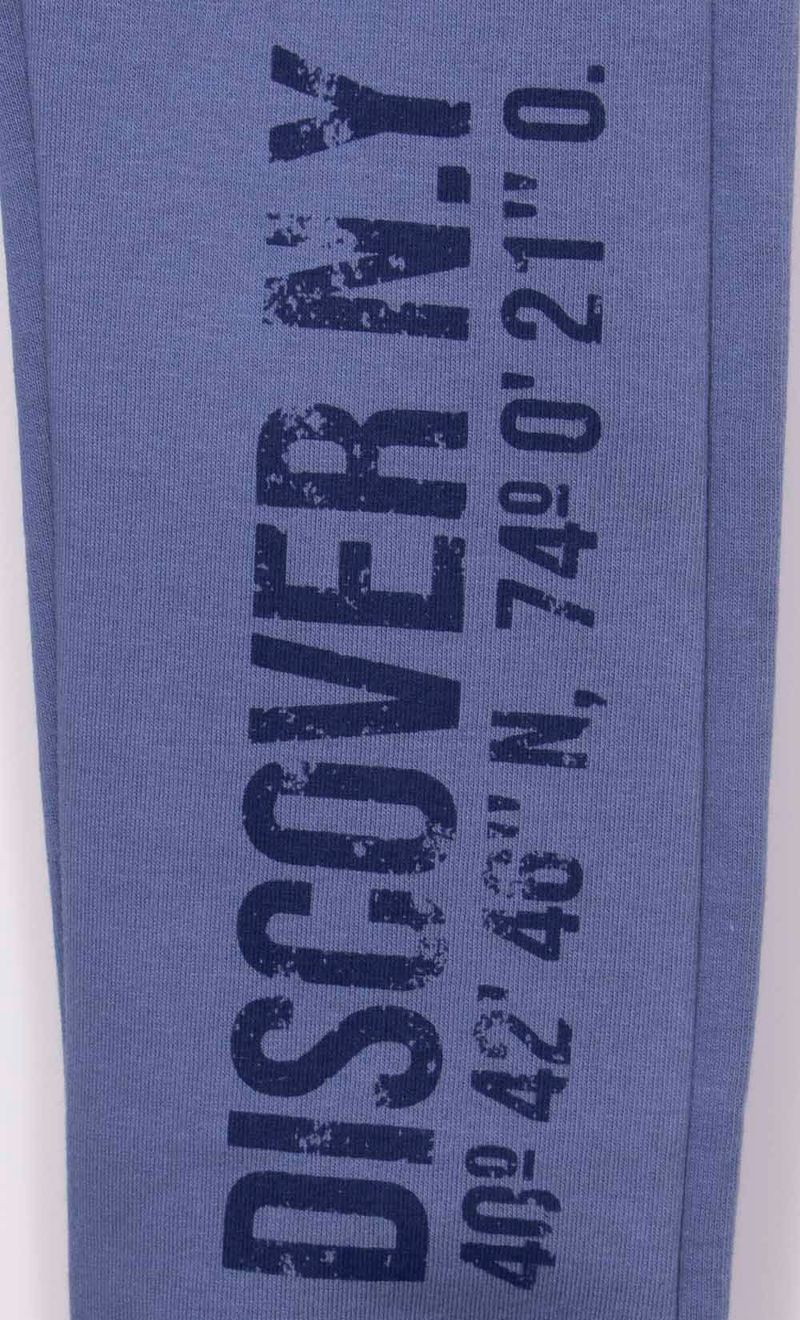 DISCOVER N.Y
40º 42' 46" N, 74º 0' 21" O.